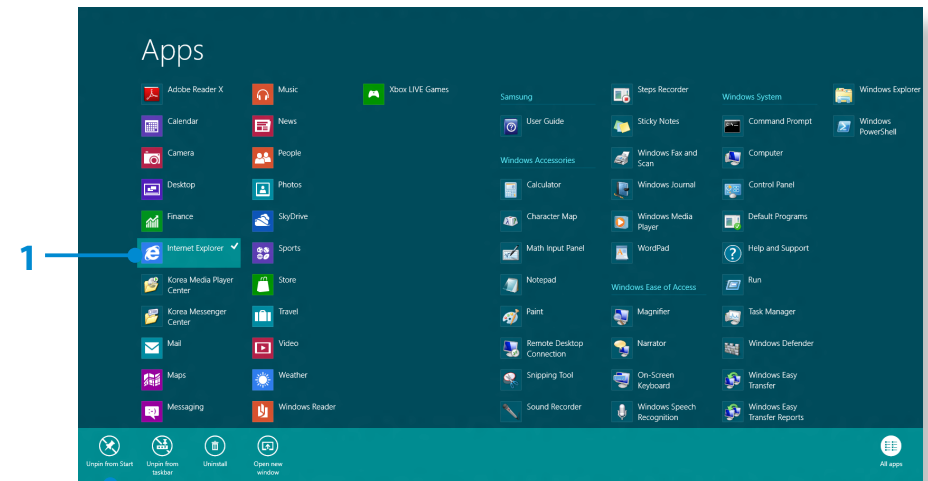 Apps
Adobe Reader X
Calendar
Camera
Desktop
Finance
Internet Explorer
Korea Media Player
Center
Korea Messenger
Center
Mail
Maps
Messaging
Music
News
People
Photos
SkyDrive
Sports
Store
Travel
Video
Weather
Windows Reader
Xbox LIVE Games
Samsung
User Guide
Windows Accessories
Calculator
Character Map
Math Input Panel
Notepad
Paint
Remote Desktop
Connection
Snipping Tool
Sound Recorder
Steps Recorder
Sticky Notes
Windows Fax and
Scan
Windows Journal
Windows Media
Player
WordPad
Windows Ease of Access
Magnifier
Narrator
On-Screen
Keyboard
Windows Speech
Recognition
Windows System
Command Prompt
Computer
Control Panel
Default Programs
Help and Support
Run
Task Manager
Windows Defender
Windows Easy
Transfer
Windows Easy
Transfer Reports
Windows Explorer
Windows
PowerShell
1
Unpin from Start
Unpin from
taskbar
Uninstall
Open new
window
All apps